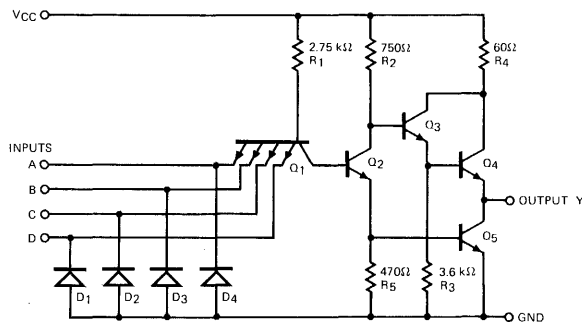 VCC
2.75 kΩ
R1
750Ω
R2
60Ω
R4
Q3
INPUTS
A
Q1
Q2
Q4
B
OUTPUT Y
C
D
Q5
D1
D2
D3
D4
470Ω
R5
3.6 kΩ
R3
GND